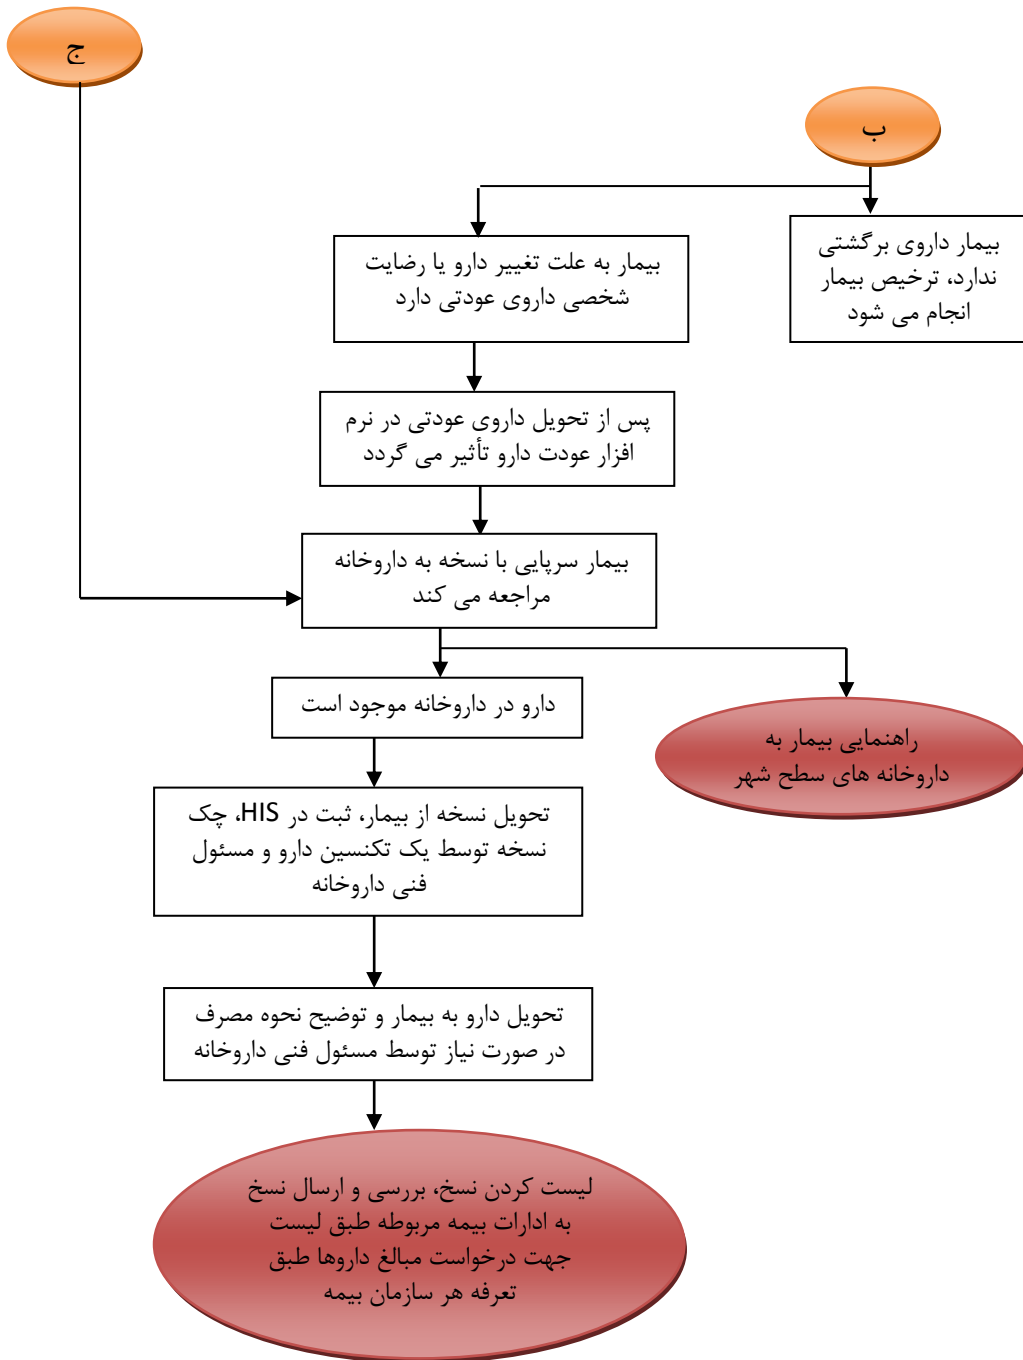 ج
ب
بیمار داروی برگشتی
ندارد، ترخیص بیمار
انجام می شود
بیمار به علت تغییر دارو یا رضایت
شخصی داروی عودتی دارد
پس از تحویل داروی عودتی در نرم
افزار عودت دارو تأثیر می گردد
بیمار سرپایی با نسخه به داروخانه
مراجعه می کند
دارو در داروخانه موجود است
راهنمایی بیمار به
داروخانه های سطح شهر
تحویل نسخه از بیمار، ثبت در HIS، چک
نسخه توسط یک تکنسین دارو و مسئول
فنی داروخانه
تحویل دارو به بیمار و توضیح نحوه مصرف
در صورت نیاز توسط مسئول فنی داروخانه
لیست کردن نسخ، بررسی و ارسال نسخ
به ادارات بیمه مربوطه طبق لیست
جهت درخواست مبالغ داروها طبق
تعرفه هر سازمان بیمه